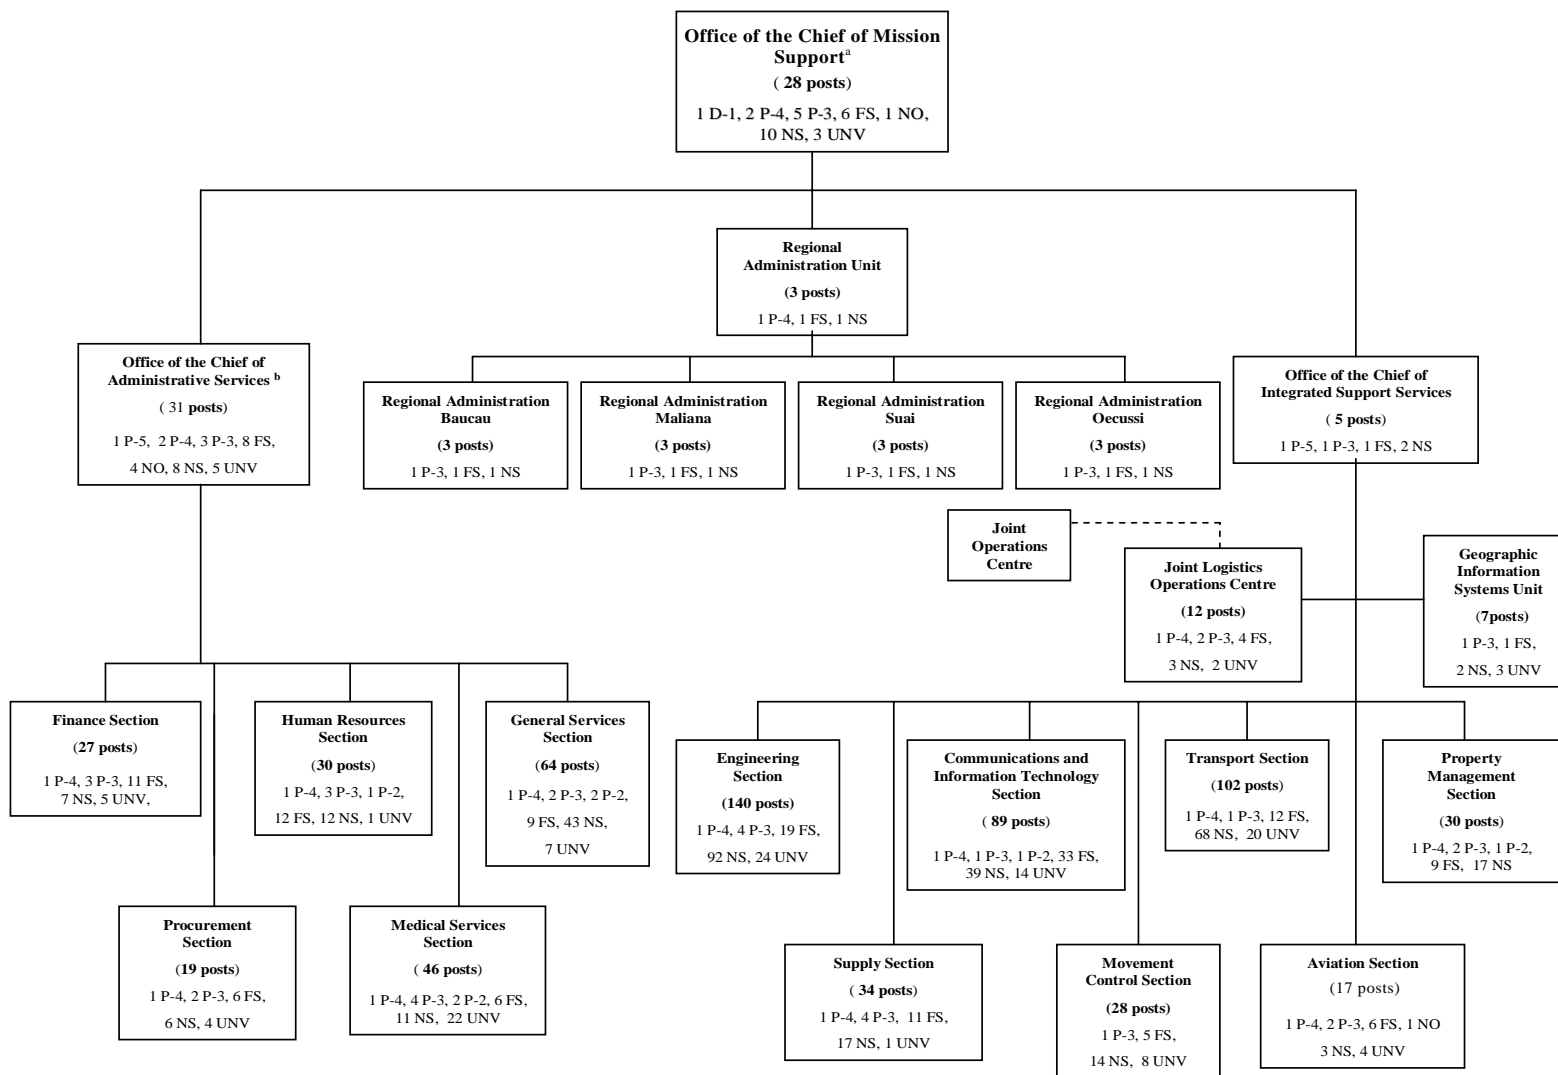 Office of the Chief of Mission
Support a
( 28 posts)
1 D-1, 2 P-4, 5 P-3, 6 FS, 1 NO,
10 NS, 3 UNV
Regional
Administration Unit
(3 posts)
1 P-4, 1 FS, 1 NS
Office of the Chief of
Administrative Services b
( 31 posts)
1 P-5, 2 P-4, 3 P-3, 8 FS,
4 NO, 8 NS, 5 UNV
Regional Administration
Baucau
(3 posts)
1 P-3, 1 FS, 1 NS
Regional Administration
Maliana
(3 posts)
1 P-3, 1 FS, 1 NS
Regional Administration
Suai
(3 posts)
1 P-3, 1 FS, 1 NS
Regional Administration
Oecussi
(3 posts)
1 P-3, 1 FS, 1 NS
Office of the Chief of
Integrated Support Services
( 5 posts)
1 P-5, 1 P-3, 1 FS, 2 NS
Joint
Operations
Centre
Joint Logistics
Operations Centre
(12 posts)
1 P-4, 2 P-3, 4 FS,
3 NS, 2 UNV
Geographic
Information
Systems Unit
(7posts)
1 P-3, 1 FS,
2 NS, 3 UNV
Finance Section
(27 posts)
1 P-4, 3 P-3, 11 FS,
7 NS, 5 UNV,
Human Resources
Section
(30 posts)
1 P-4, 3 P-3, 1 P-2,
12 FS, 12 NS, 1 UNV
General Services
Section
(64 posts)
1 P-4, 2 P-3, 2 P-2,
9 FS, 43 NS,
7 UNV
Engineering
Section
(140 posts)
1 P-4, 4 P-3, 19 FS,
92 NS, 24 UNV
Communications and
Information Technology
Section
( 89 posts)
1 P-4, 1 P-3, 1 P-2, 33 FS,
39 NS, 14 UNV
Transport Section
(102 posts)
1 P-4, 1 P-3, 12 FS,
68 NS, 20 UNV
Property
Management
Section
(30 posts)
1 P-4, 2 P-3, 1 P-2,
9 FS, 17 NS
Procurement
Section
(19 posts)
1 P-4, 2 P-3, 6 FS,
6 NS, 4 UNV
Medical Services
Section
( 46 posts)
1 P-4, 4 P-3, 2 P-2, 6 FS,
11 NS, 22 UNV
Supply Section
( 34 posts)
1 P-4, 4 P-3, 11 FS,
17 NS, 1 UNV
Movement
Control Section
(28 posts)
1 P-3, 5 FS,
14 NS, 8 UNV
Aviation Section
(17 posts)
1 P-4, 2 P-3, 6 FS, 1 NO
3 NS, 4 UNV